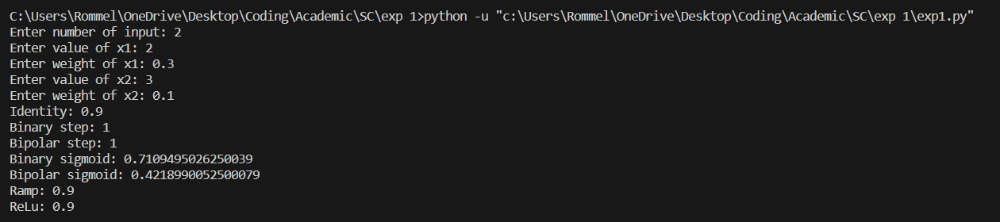 C:\Users\Rommel\OneDrive\Desktop\Coding\Academic\SC\exp 1>python -u "c:\Users\Rommel\OneDrive\Desktop\Coding\Academic\SC\exp 1\exp1.py"
Enter number of input: 2
Enter value of x1: 2
Enter weight of x1: 0.3
Enter value of x2: 3
Enter weight of x2: 0.1
Identity: 0.9
Binary step: 1
Bipolar step: 1
Binary sigmoid: 0.7109495026250039
Bipolar sigmoid: 0.4218990052500079
Ramp: 0.9
ReLu: 0.9